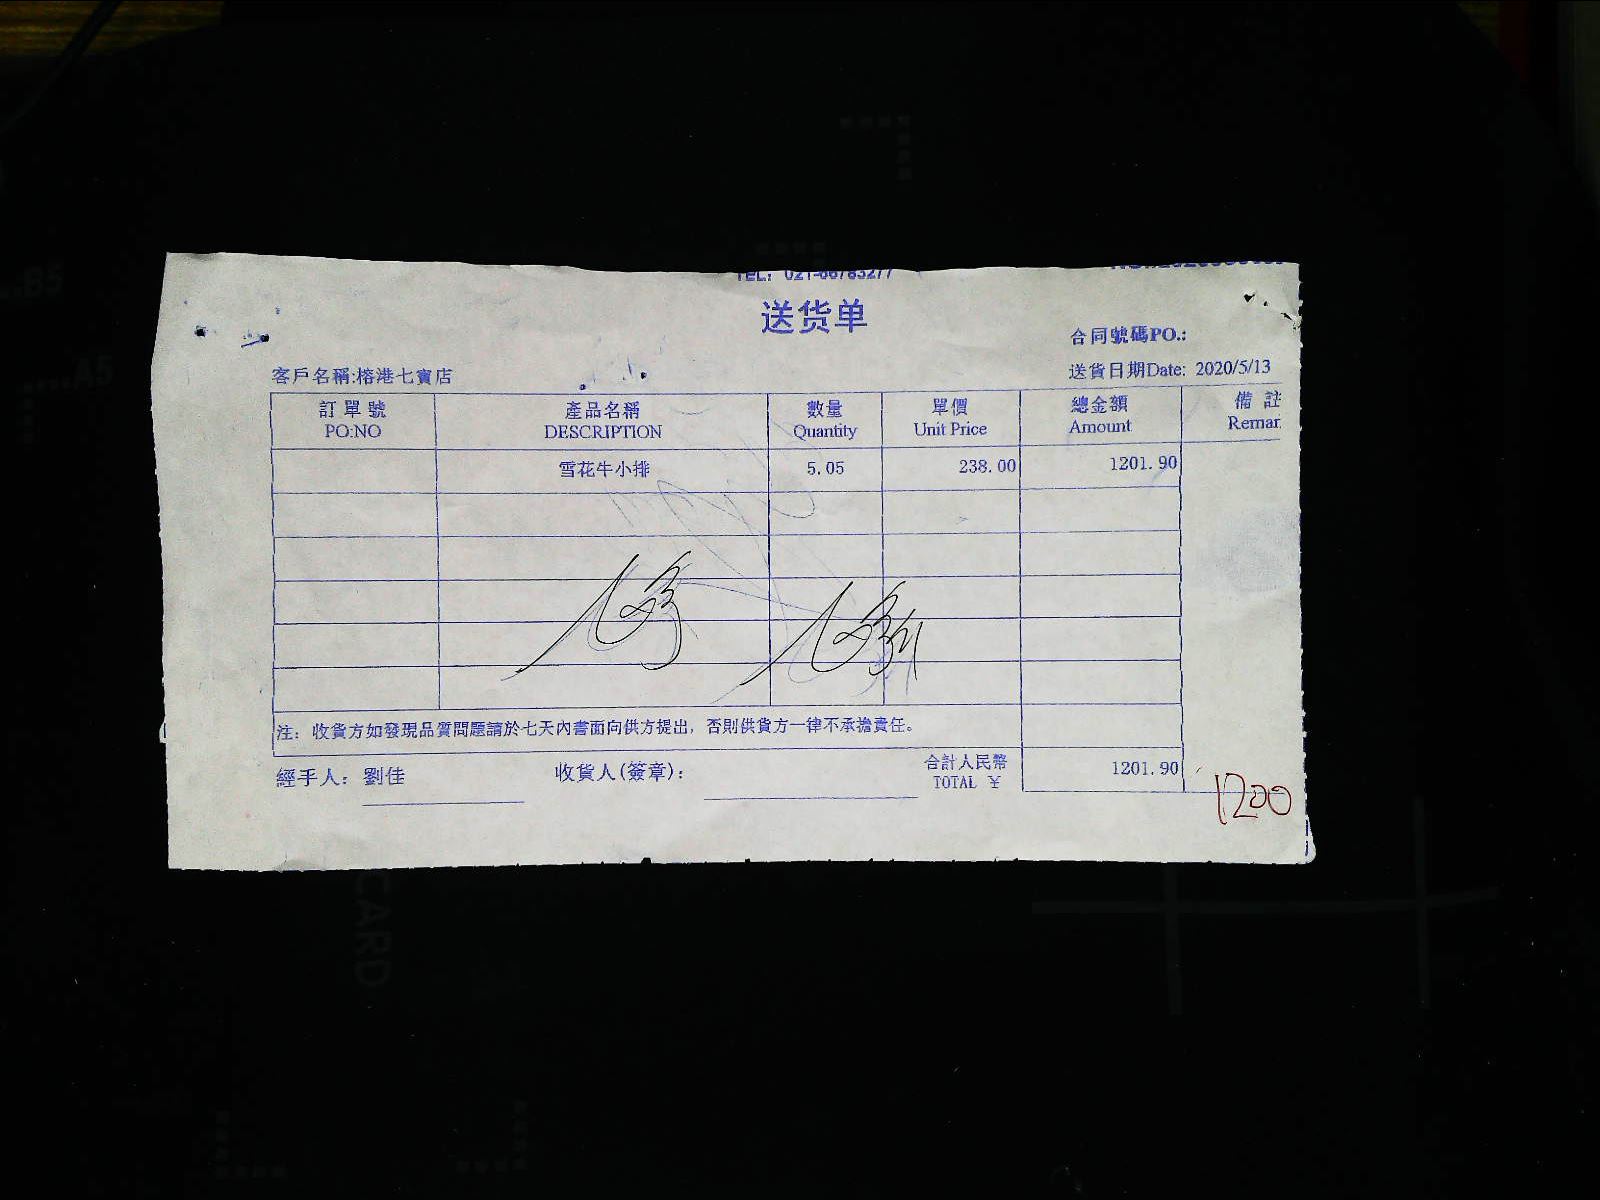 TEL: 021-66783277
送货单
合同號碼PO.:
客戶名稱:榕港七寶店 送貨日期Date: 2020/5/13
訂單號 產品名稱 數量 單價 總金額 備註
PO:NO DESCRIPTION Quantity Unit Price Amount Remar
雪花牛小排 5.05 238.00 1201.90
注: 收貨方如發現品質問題請於七天內書面向供方提出, 否則供貨方一律不承擔責任。
經手人: 劉佳 收貨人(簽章): 合計人民幣 1201.90
TOTAL ¥
1200
B5
A5
CARD